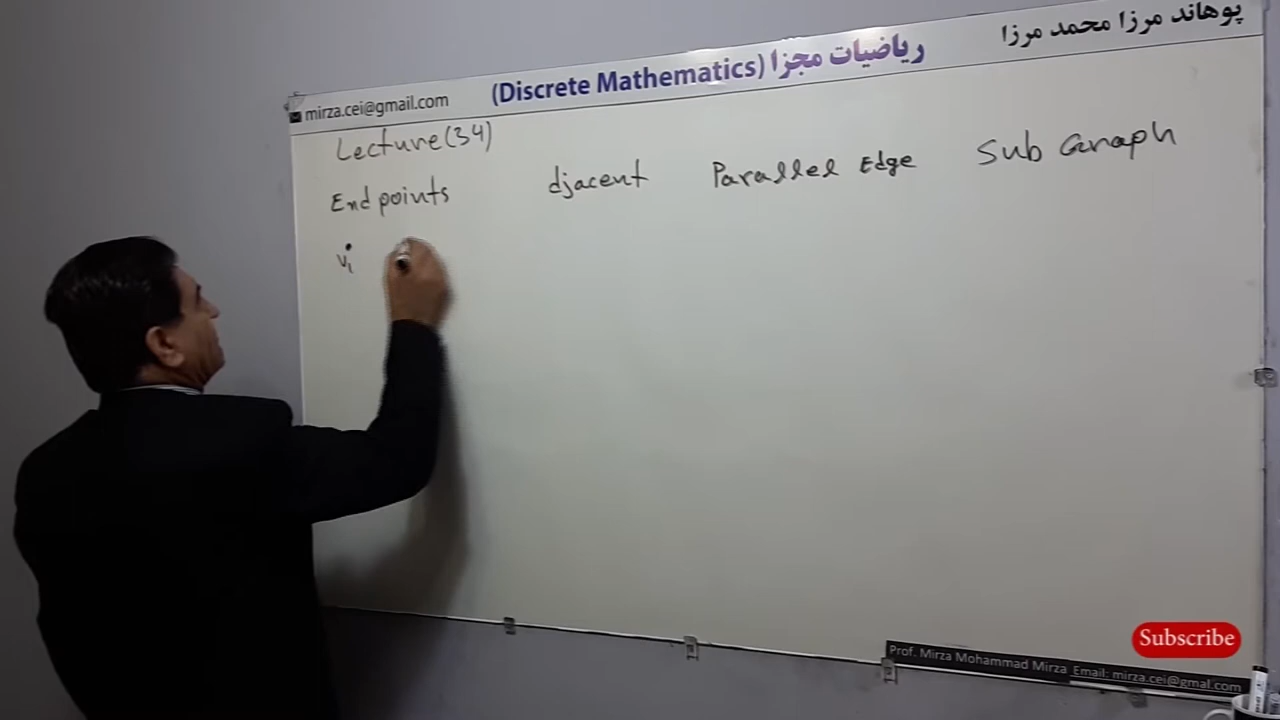 پوهاند مرزا محمد مرزا
mirza.cei@gmail.com (Discrete Mathematics) ریاضیات مجزا
Lecture(34)
End points djacent Parallel Edge Sub Graph
Vi
Prof. Mirza Mohammad Mirza Email: mirza.cei@gmal.com
Subscribe